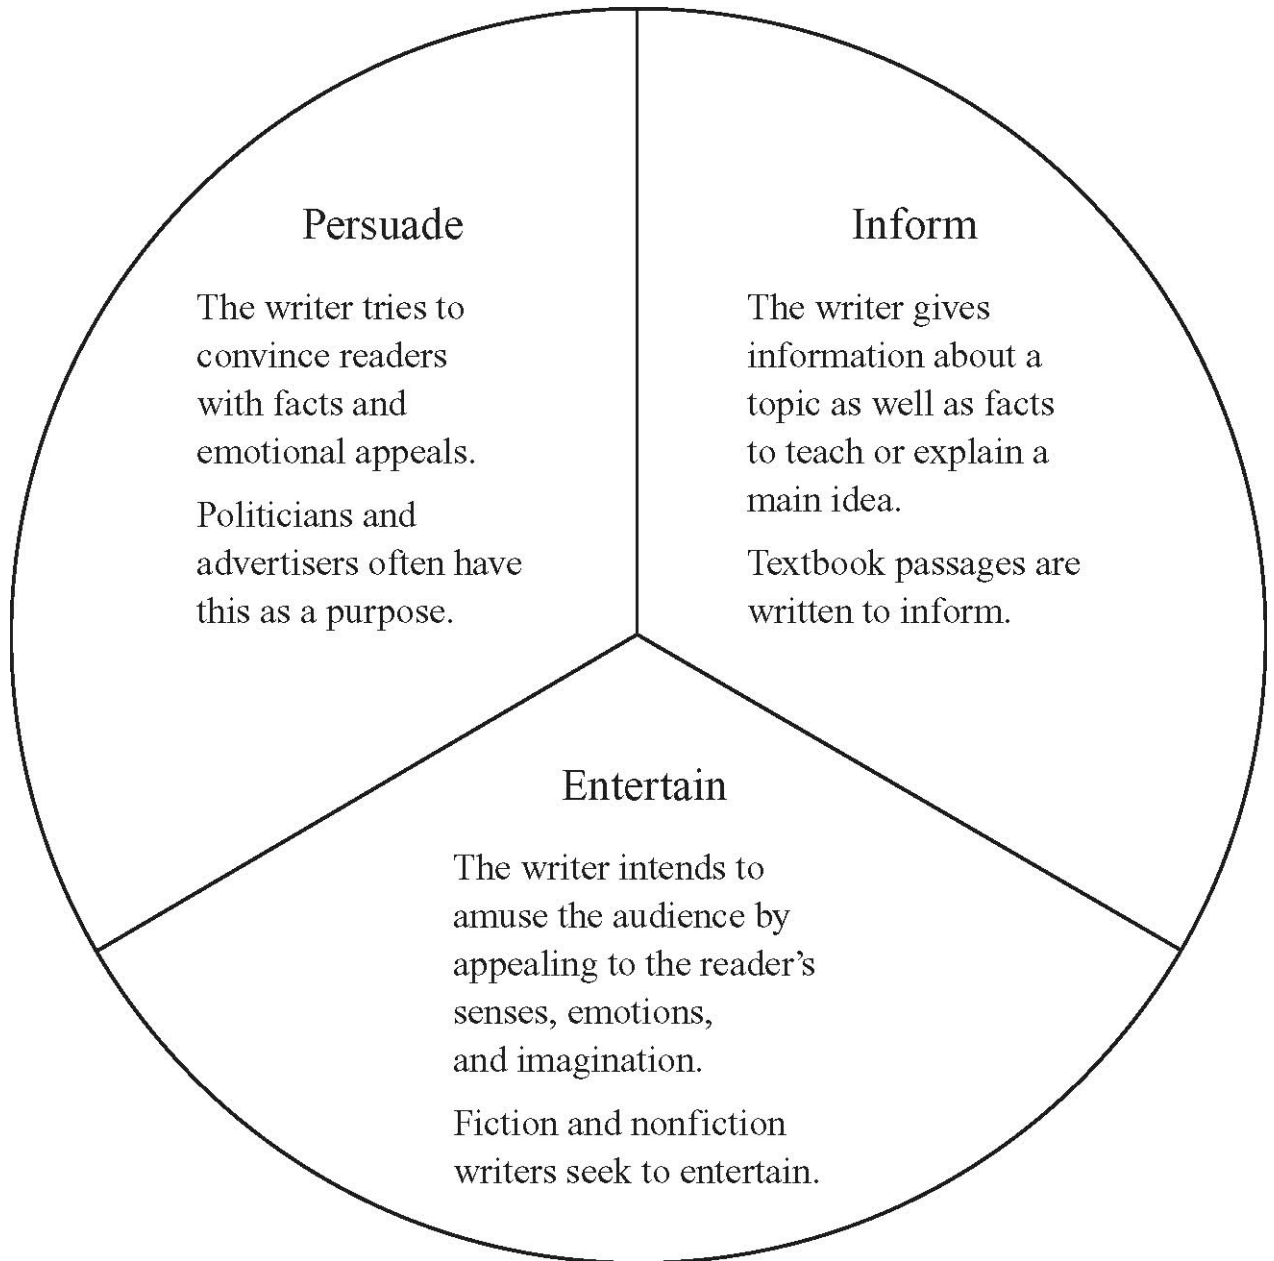 Persuade
The writer tries to
convince readers
with facts and
emotional appeals.
Politicians and
advertisers often have
this as a purpose.
Inform
The writer gives
information about a
topic as well as facts
to teach or explain a
main idea.
Textbook passages are
written to inform.
Entertain
The writer intends to
amuse the audience by
appealing to the reader’s
senses, emotions,
and imagination.
Fiction and nonfiction
writers seek to entertain.